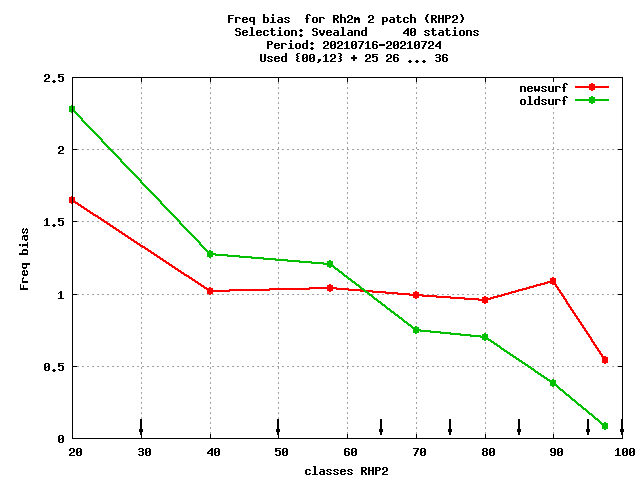 Freq bias  for Rh2m 2 patch (RHP2)
Selection: Svealand     40 stations
Period: 20210716-20210724
Used {00,12} + 25 26 ... 36
newsurf
oldsurf
2.5
2
1.5
1
0.5
0
Freq bias
20 30 40 50 60 70 80 90 100
classes RHP2